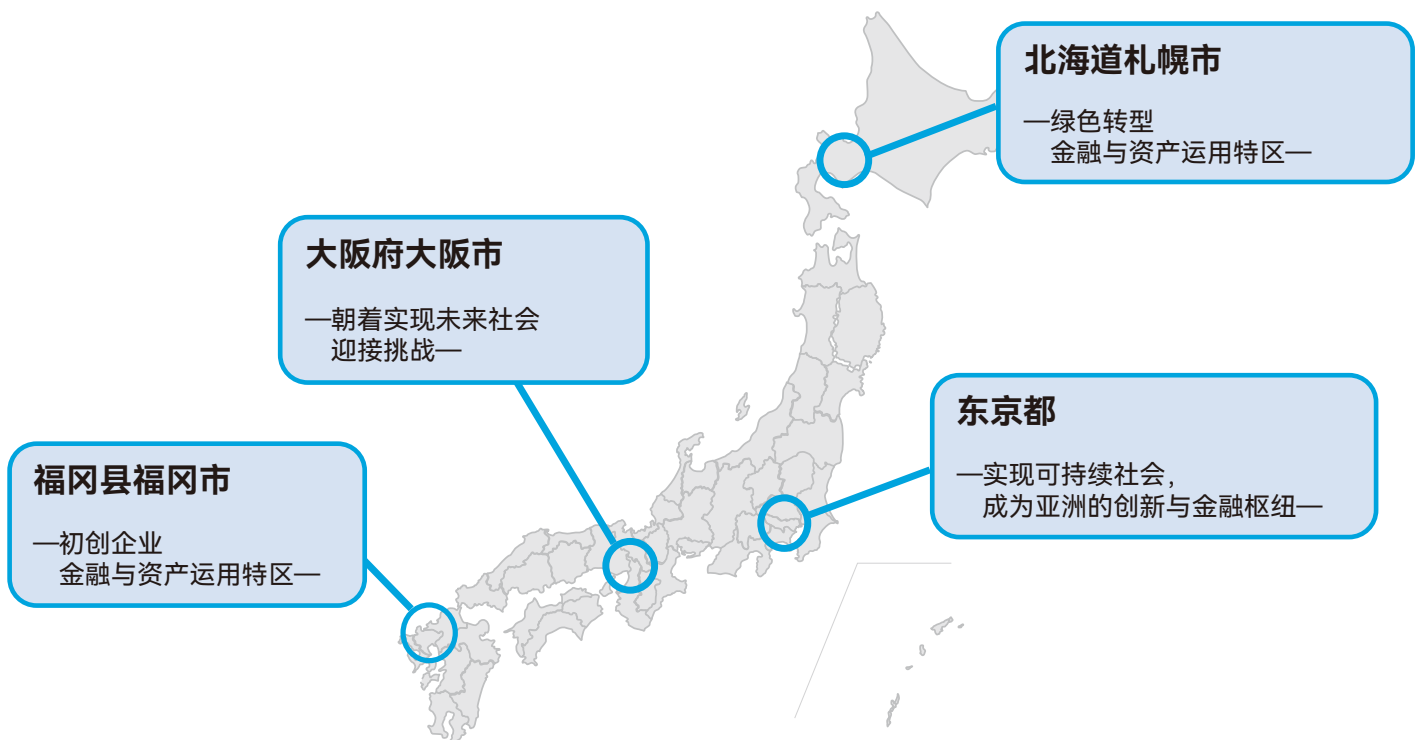 北海道札幌市
—绿色转型
金融与资产运用特区—
大阪府大阪市
—朝着实现未来社会
迎接挑战—
东京都
—实现可持续社会，
成为亚洲的创新与金融枢纽—
福冈县福冈市
—初创企业
金融与资产运用特区—